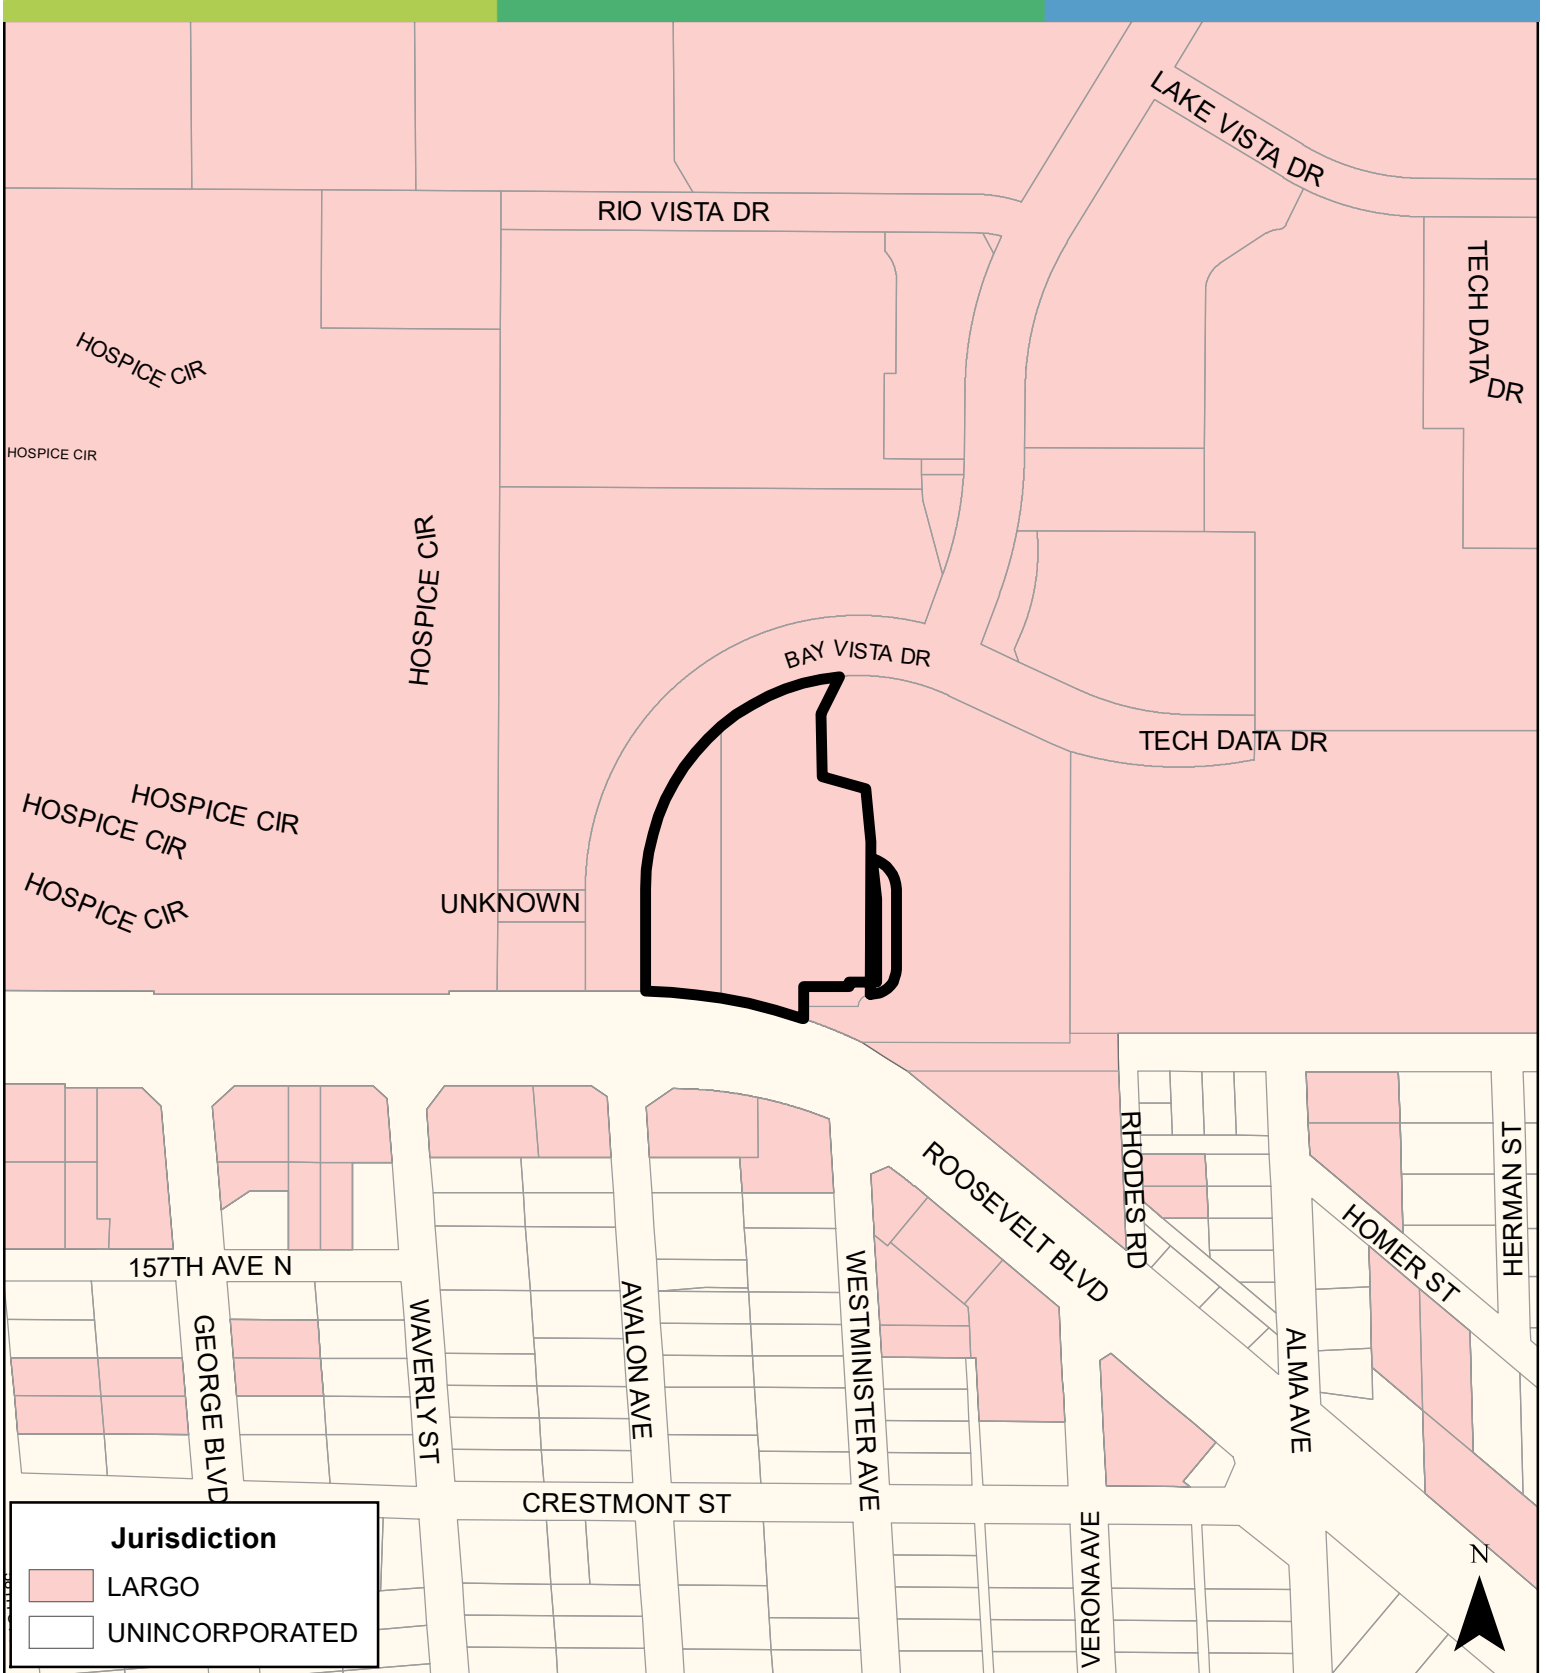 LAKE VISTA DR
RIO VISTA DR
TECH DATA DR
HOSPICE CIR
HOSPICE CIR
HOSPICE CIR
BAY VISTA DR
TECH DATA DR
HOSPICE CIR
HOSPICE CIR
HOSPICE CIR
UNKNOWN
ROOSEVELT BLVD
RHODES RD
HERMAN ST
HOMER ST
157TH AVE N
GEORGE BLVD
WAVERLY ST
AVALON AVE
WESTMINISTER AVE
ALMA AVE
CRESTMONT ST
VERONA AVE
N
Jurisdiction
LARGO
UNINCORPORATED